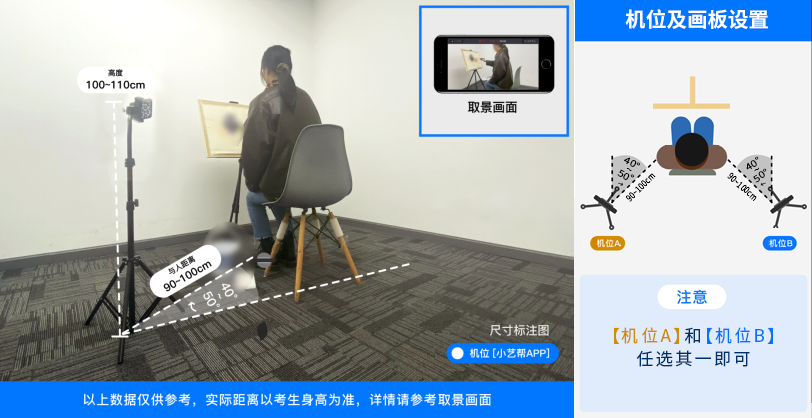 高度
100~110cm
取景画面
与人距离
90~100cm
50°
40°
尺寸标注图
机位 [小艺帮APP]
以上数据仅供参考，实际距离以考生身高为准，详情请参考取景画面
机位及画板设置
40°
50°
90~100cm
40°
50°
90~100cm
机位A
机位B
注意
【机位A】和【机位B】
任选其一即可